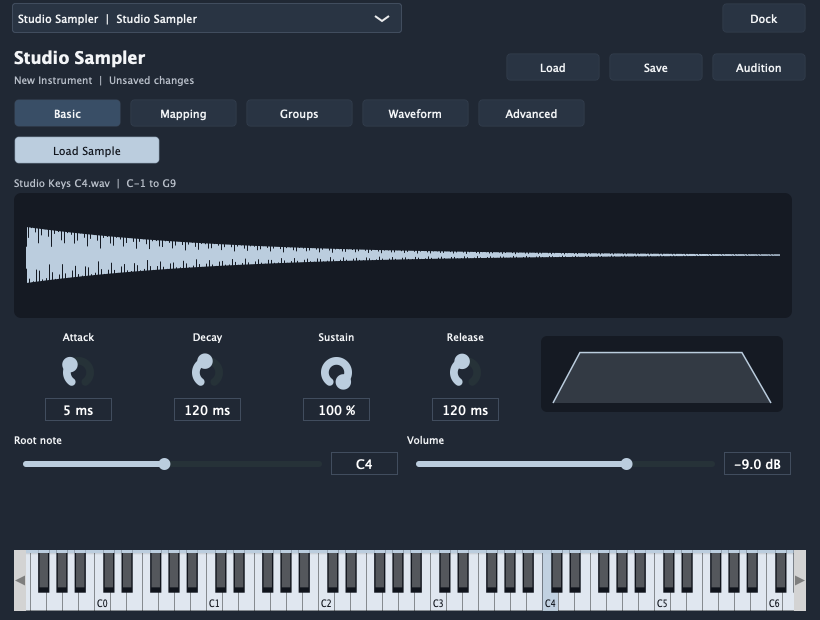 Studio Sampler | Studio Sampler
Dock
Studio Sampler
New Instrument | Unsaved changes
Load
Save
Audition
Basic
Mapping
Groups
Waveform
Advanced
Load Sample
Studio Keys C4.wav | C-1 to G9
Attack
Decay
Sustain
Release
5 ms
120 ms
100 %
120 ms
Root note
Volume
C4
-9.0 dB
C0
C1
C2
C3
C4
C5
C6